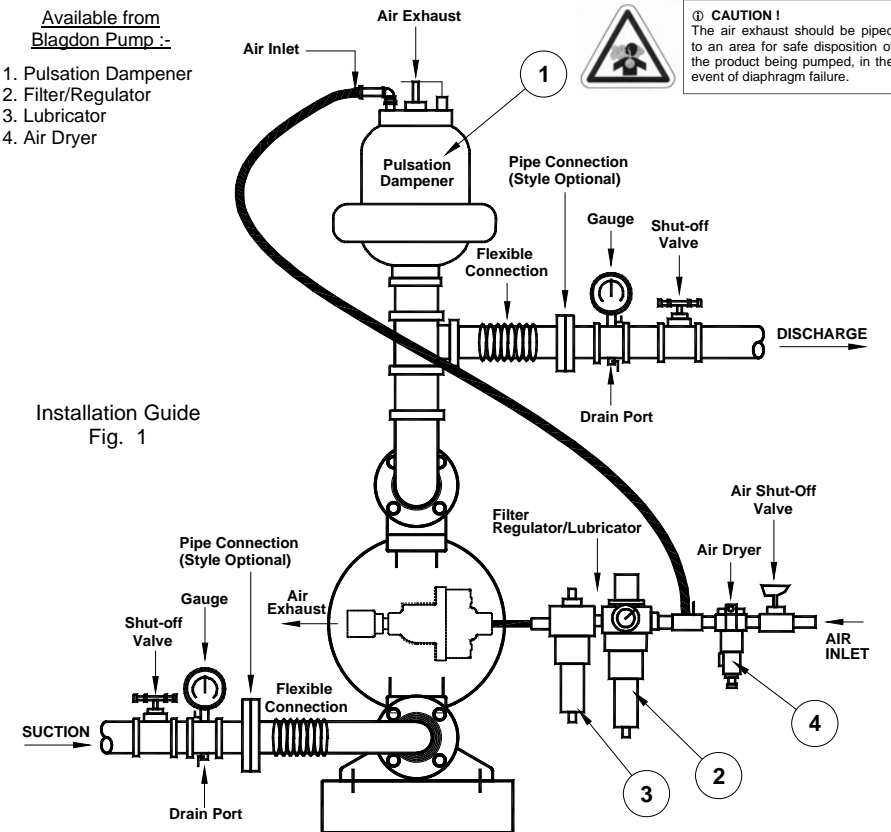 Available from
Blagdon Pump :-
1. Pulsation Dampener
2. Filter/Regulator
3. Lubricator
4. Air Dryer
Air Exhaust
Air Inlet
1
ⓘ CAUTION !
The air exhaust should be piped
to an area for safe disposition of
the product being pumped, in the
event of diaphragm failure.
Pulsation
Dampener
Pipe Connection
(Style Optional)
Gauge
Shut-off
Valve
Flexible
Connection
DISCHARGE
Drain Port
Installation Guide
Fig. 1
Filter
Regulator/Lubricator
Air Shut-Off
Valve
Air Dryer
AIR
INLET
Pipe Connection
(Style Optional)
Air
Exhaust
Gauge
Shut-off
Valve
Flexible
Connection
SUCTION
Drain Port
4
2
3